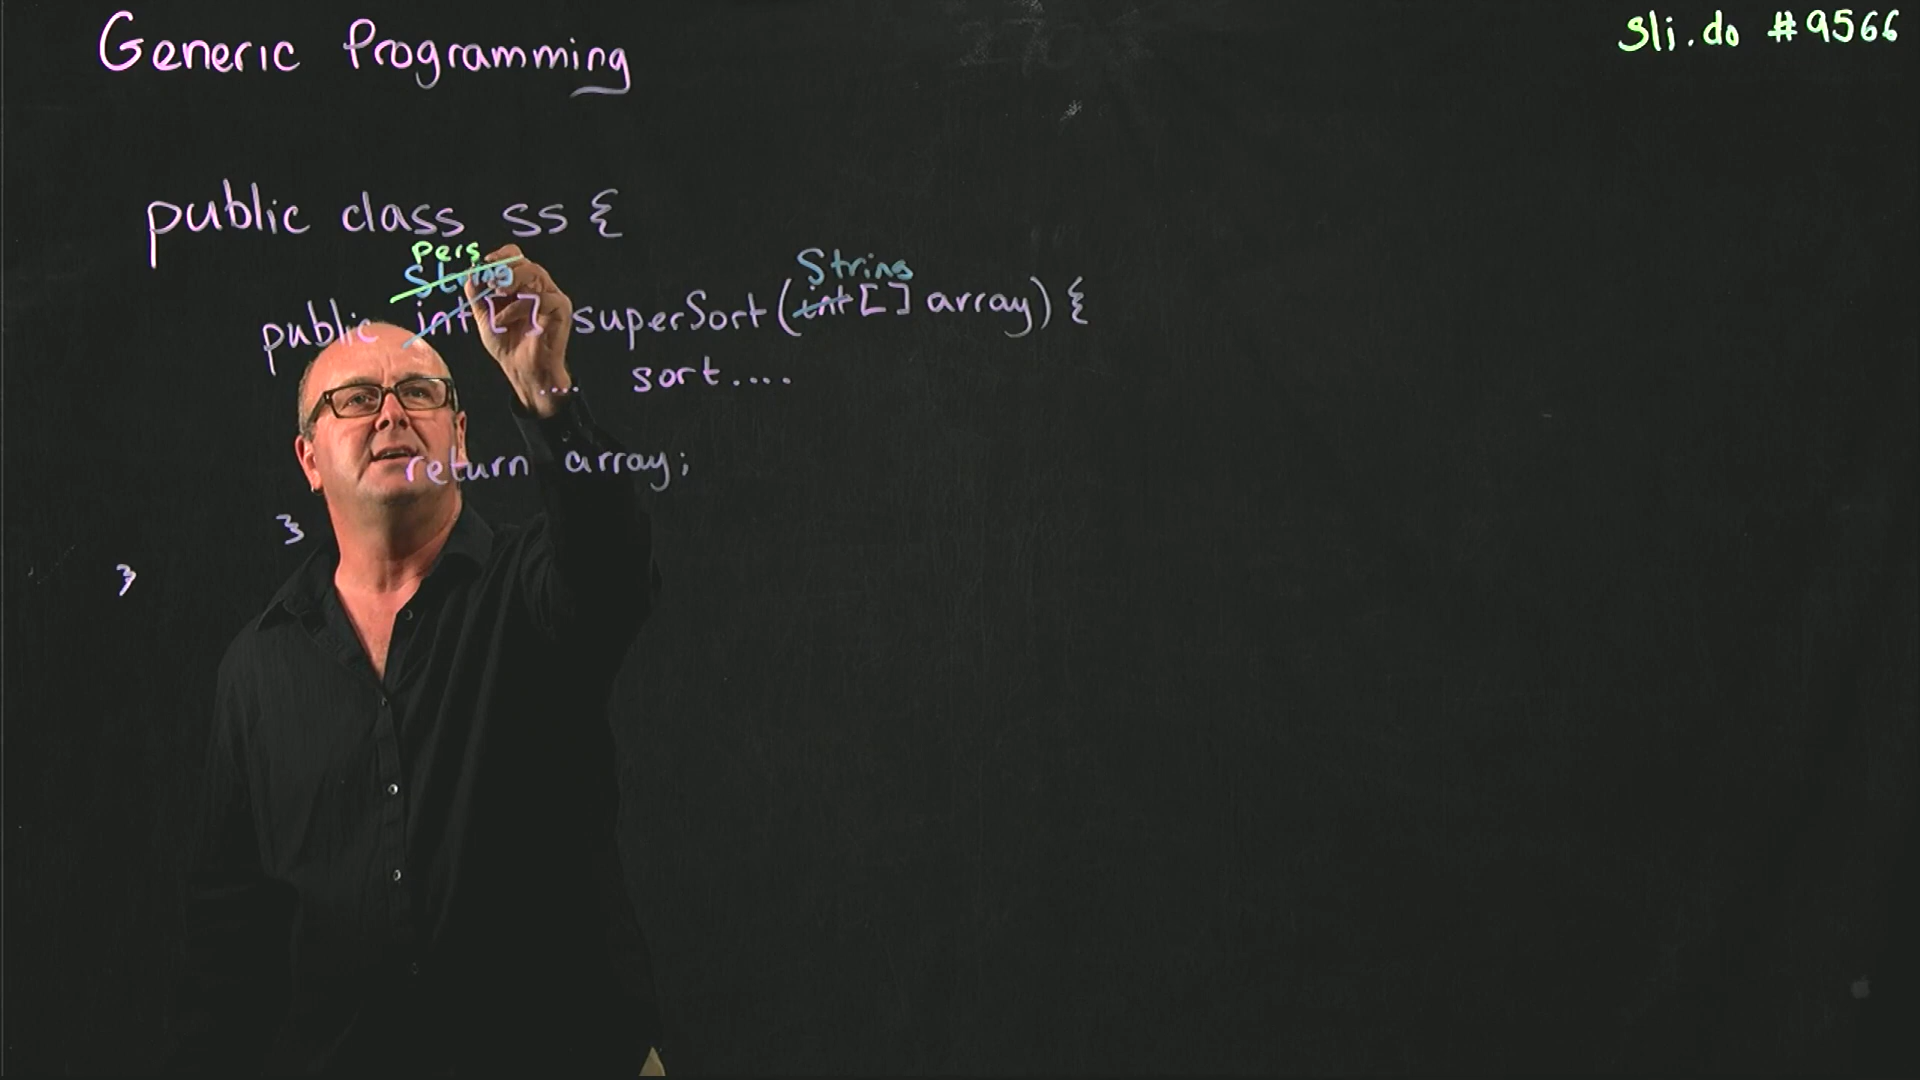 Generic Programming
sli.do #9566
public class ss {
Pers
String String
public int[] superSort(int[] array) {
.... sort....
return array;
}
}